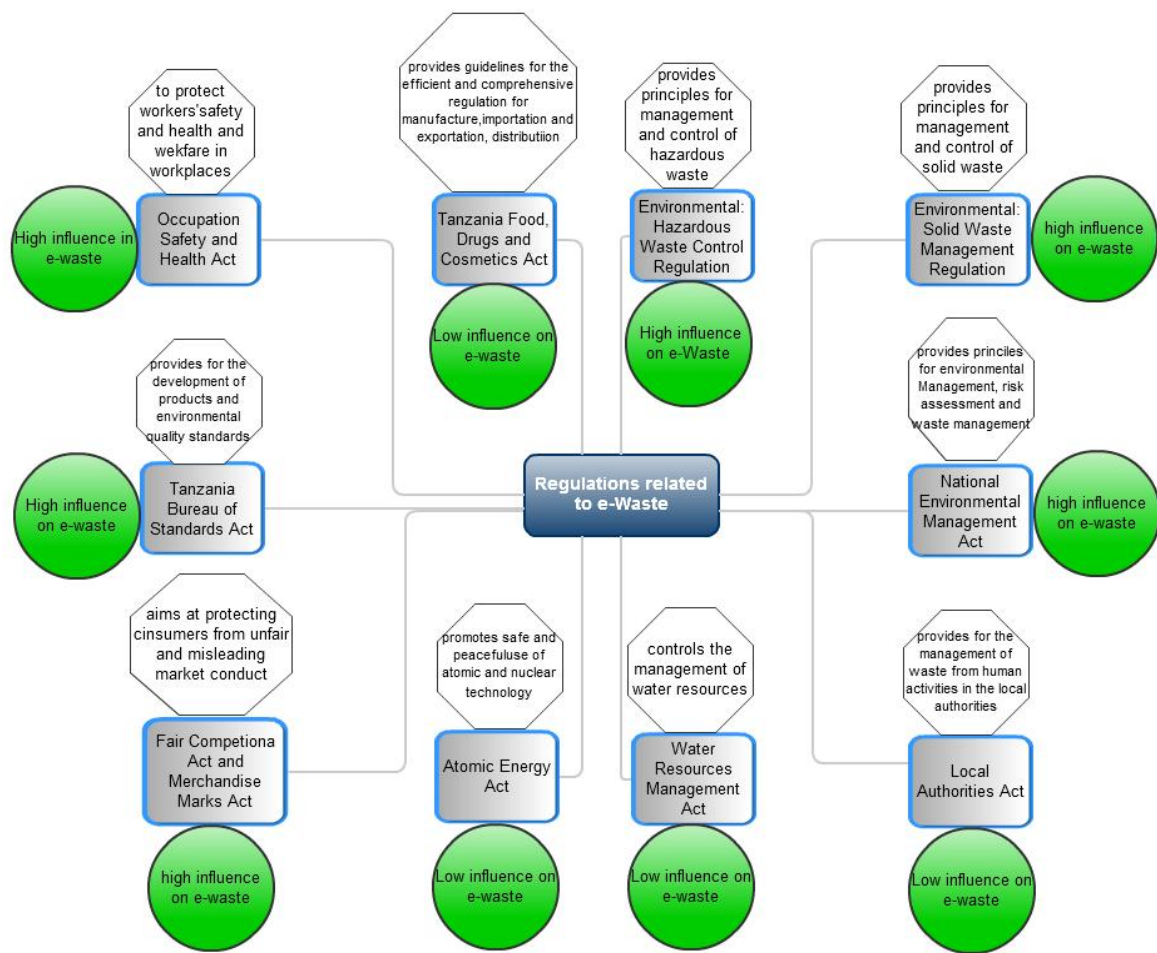 to protect
workers'safety
and health and
wekfare in
workplaces
High influence in
e-waste
Occupation
Safety and
Health Act
provides guidelines for the
efficient and comprehensive
regulation for
manufacture,importation and
exportation, distributiion
Tanzania Food,
Drugs and
Cosmetics Act
Low influence on
e-waste
provides
principles for
management
and control of
hazardous
waste
Environmental:
Hazardous
Waste Control
Regulation
High influence
on e-Waste
provides
principles for
management
and control of
solid waste
Environmental:
Solid Waste
Management
Regulation
high influence
on e-waste
provides for the
development of
products and
environmental
quality standards
High influence
on e-waste
Tanzania
Bureau of
Standards Act
Regulations related
to e-Waste
provides princiles
for environmental
Management, risk
assessment and
waste management
National
Environmental
Management
Act
high influence
on e-waste
aims at protecting
cinsumers from unfair
and misleading
market conduct
Fair Competiona
Act and
Merchandise
Marks Act
high influence
on e-waste
promotes safe and
peacefuluse of
atomic and nuclear
technology
Atomic Energy
Act
Low influence on
e-waste
controls the
management of
water resources
Water
Resources
Management
Act
Low influence on
e-waste
provides for the
management of
waste from human
activities in the local
authorities
Local
Authorities Act
Low influence on
e-waste